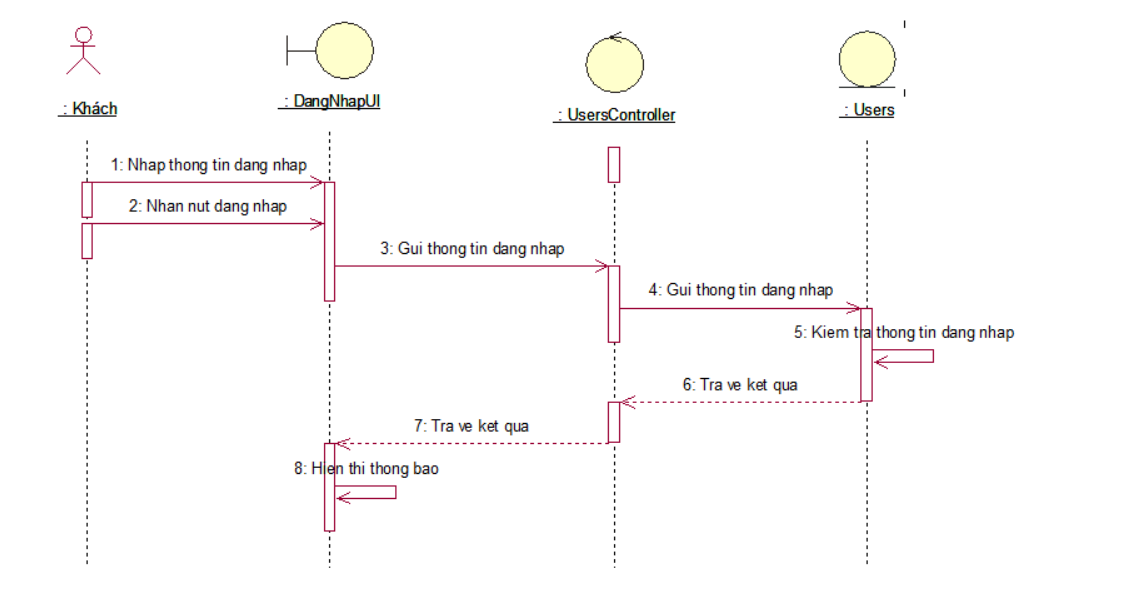 : Khách
: DangNhapUI
: UsersController
: Users
1: Nhap thong tin dang nhap
2: Nhan nut dang nhap
3: Gui thong tin dang nhap
4: Gui thong tin dang nhap
5: Kiem tra thong tin dang nhap
6: Tra ve ket qua
7: Tra ve ket qua
8: Hien thi thong bao